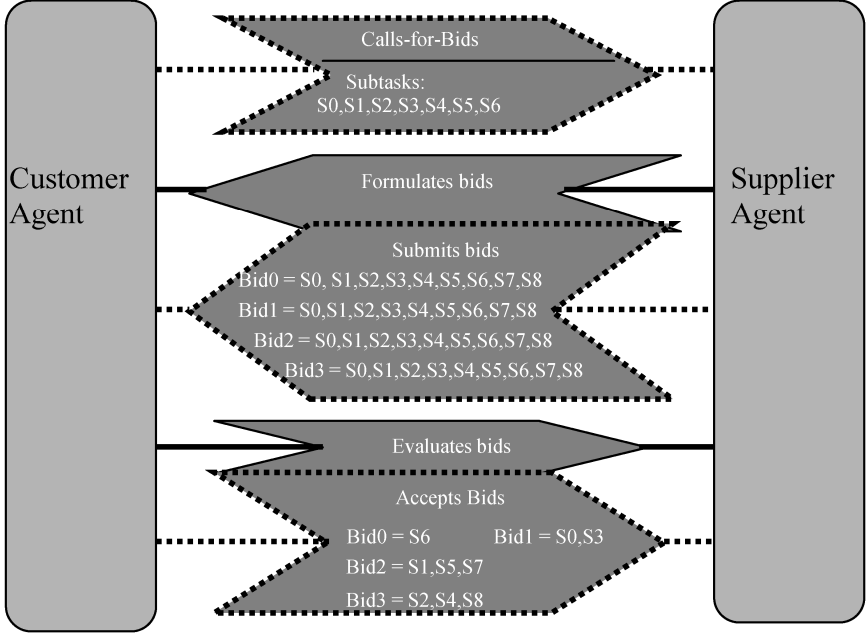 Calls-for-Bids
Subtasks:
S0,S1,S2,S3,S4,S5,S6
Customer
Agent
Formulates bids
Supplier
Agent
Submits bids
Bid0 = S0, S1,S2,S3,S4,S5,S6,S7,S8
Bid1 = S0,S1,S2,S3,S4,S5,S6,S7,S8
Bid2 = S0,S1,S2,S3,S4,S5,S6,S7,S8
Bid3 = S0,S1,S2,S3,S4,S5,S6,S7,S8
Evaluates bids
Accepts Bids
Bid0 = S6 Bid1 = S0,S3
Bid2 = S1,S5,S7
Bid3 = S2,S4,S8